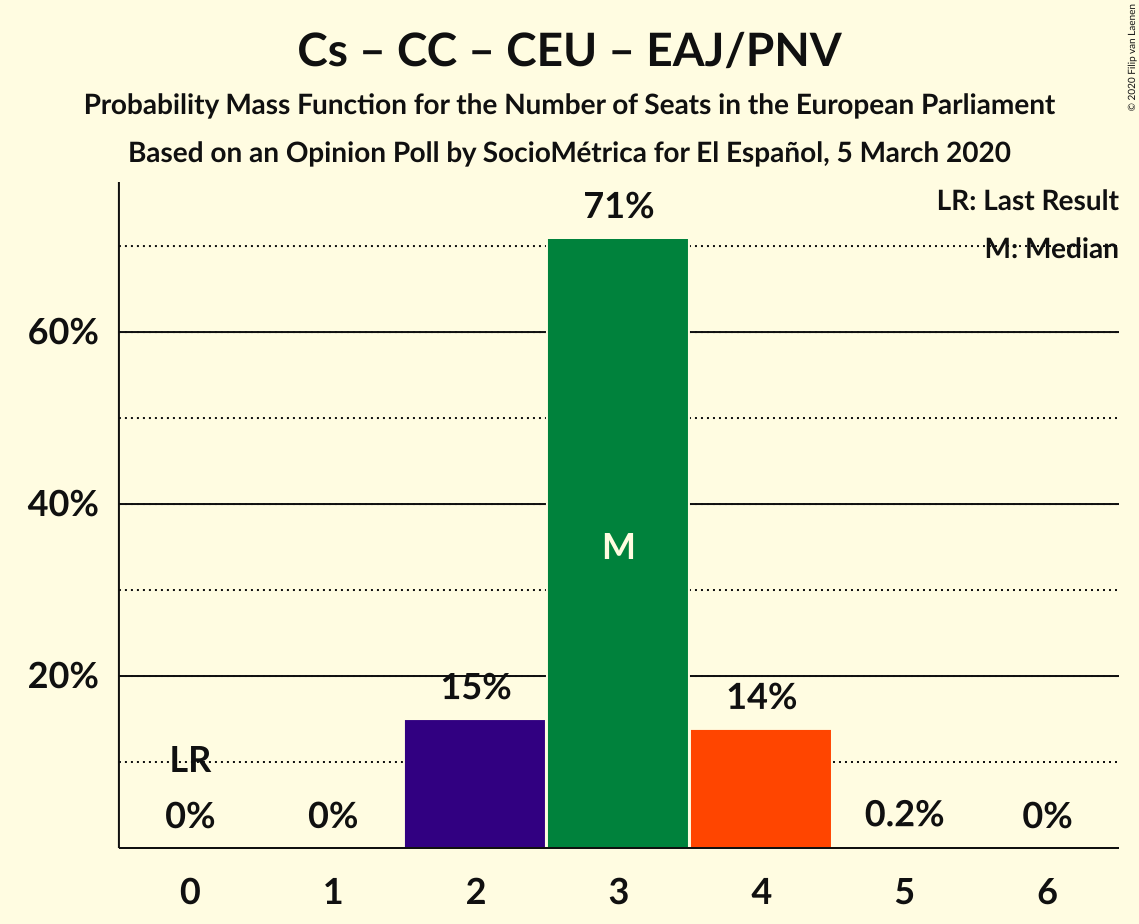 Cs – CC – CEU – EAJ/PNV
Probability Mass Function for the Number of Seats in the European Parliament
Based on an Opinion Poll by SocioMétrica for El Español, 5 March 2020
© 2020 Filip van Laenen
LR: Last Result
M: Median
71%
60%
40%
M
20%
15%
14%
LR
0%
0%
0.2%
0%
0 1 2 3 4 5 6